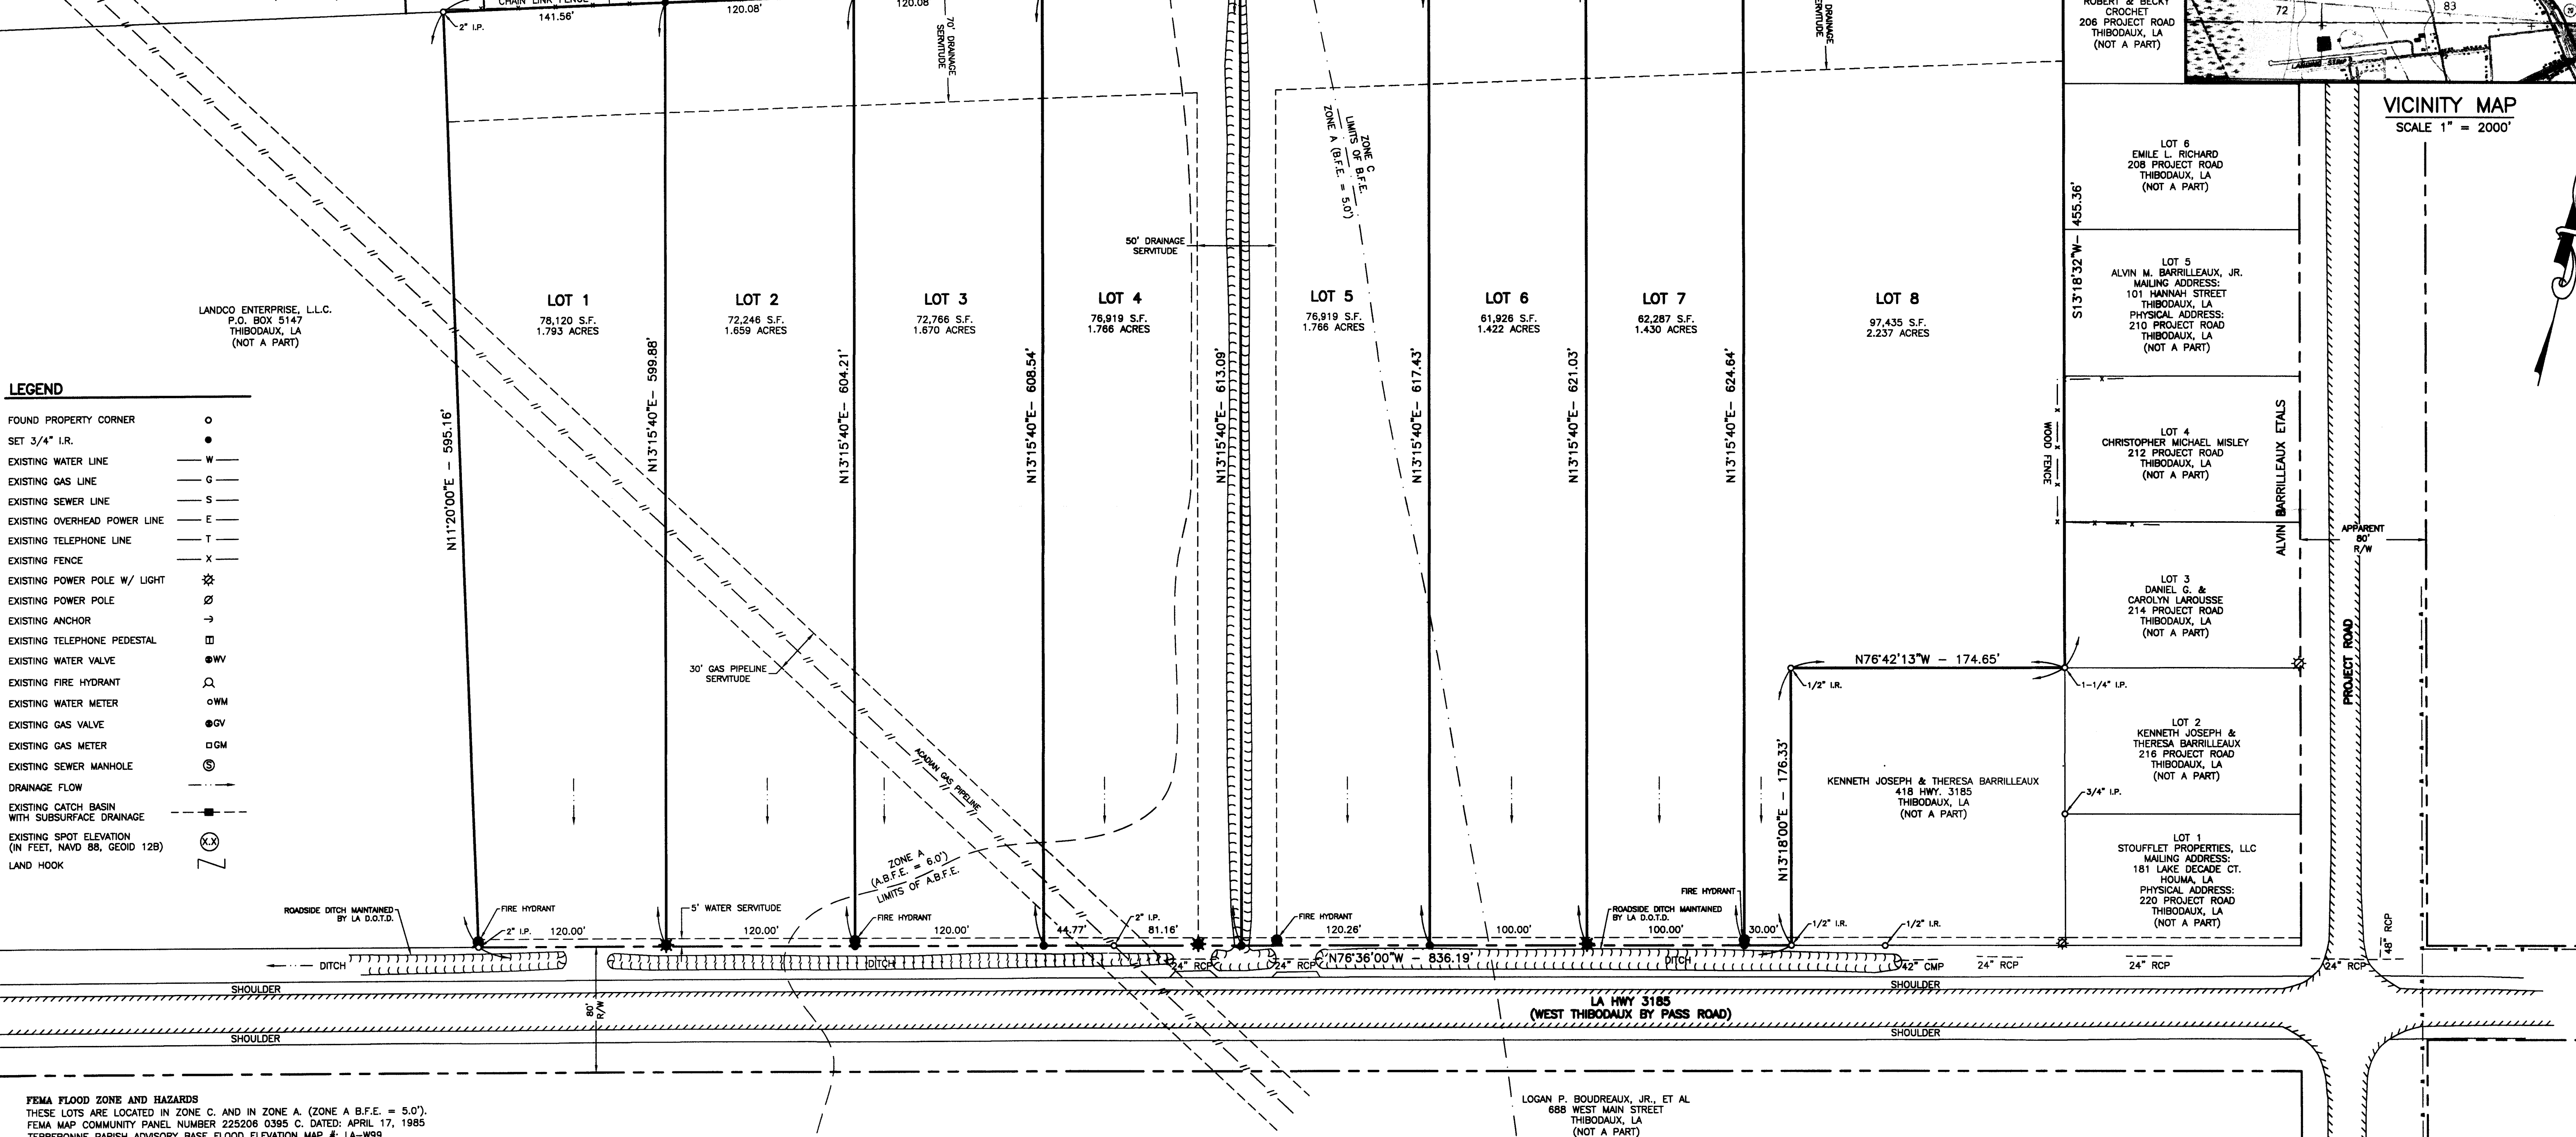 CHAIN LINK FENCE
141.56'
120.08'
120.08'
2" I.P.
70' DRAINAGE
SERVITUDE
DRAINAGE
SERVITUDE
ROBERT & BECKY
CROCHET
206 PROJECT ROAD
THIBODAUX, LA
(NOT A PART)
72
83
LANDING STRIP
VICINITY MAP
SCALE 1" = 2000'
ZONE C
LIMITS OF B.F.E.
ZONE A (B.F.E. = 5.0')
50' DRAINAGE
SERVITUDE
LOT 6
EMILE L. RICHARD
208 PROJECT ROAD
THIBODAUX, LA
(NOT A PART)
S13°18'32"W- 455.36'
LOT 5
ALVIN M. BARRILLEAUX, JR.
MAILING ADDRESS:
101 HANNAH STREET
THIBODAUX, LA
PHYSICAL ADDRESS:
210 PROJECT ROAD
THIBODAUX, LA
(NOT A PART)
LANDCO ENTERPRISE, L.L.C.
P.O. BOX 5147
THIBODAUX, LA
(NOT A PART)
LOT 1
78,120 S.F.
1.793 ACRES
LOT 2
72,246 S.F.
1.659 ACRES
LOT 3
72,766 S.F.
1.670 ACRES
LOT 4
76,919 S.F.
1.766 ACRES
LOT 5
76,919 S.F.
1.766 ACRES
LOT 6
61,926 S.F.
1.422 ACRES
LOT 7
62,287 S.F.
1.430 ACRES
LOT 8
97,435 S.F.
2.237 ACRES
N11°20'00"E - 595.16'
N13°15'40"E- 599.88'
N13°15'40"E- 604.21'
N13°15'40"E- 608.54'
N13°15'40"E- 613.09'
N13°15'40"E- 617.43'
N13°15'40"E- 621.03'
N13°15'40"E- 624.64'
LEGEND
FOUND PROPERTY CORNER
SET 3/4" I.R.
EXISTING WATER LINE W
EXISTING GAS LINE G
EXISTING SEWER LINE S
EXISTING OVERHEAD POWER LINE E
EXISTING TELEPHONE LINE T
EXISTING FENCE X
EXISTING POWER POLE W/ LIGHT
EXISTING POWER POLE
EXISTING ANCHOR
EXISTING TELEPHONE PEDESTAL T
EXISTING WATER VALVE WV
EXISTING FIRE HYDRANT
EXISTING WATER METER WM
EXISTING GAS VALVE GV
EXISTING GAS METER GM
EXISTING SEWER MANHOLE S
DRAINAGE FLOW
EXISTING CATCH BASIN
WITH SUBSURFACE DRAINAGE
EXISTING SPOT ELEVATION
(IN FEET, NAVD 88, GEOID 12B) X.X
LAND HOOK
WOOD FENCE
LOT 4
CHRISTOPHER MICHAEL MISLEY
212 PROJECT ROAD
THIBODAUX, LA
(NOT A PART)
ALVIN BARRILLEAUX ETALS
APPARENT
80'
R/W
LOT 3
DANIEL G. &
CAROLYN LAROUSSE
214 PROJECT ROAD
THIBODAUX, LA
(NOT A PART)
PROJECT ROAD
30' GAS PIPELINE
SERVITUDE
N76°42'13"W - 174.65'
1/2" I.R.
1-1/4" I.P.
N13°18'00"E - 176.33'
LOT 2
KENNETH JOSEPH &
THERESA BARRILLEAUX
216 PROJECT ROAD
THIBODAUX, LA
(NOT A PART)
KENNETH JOSEPH & THERESA BARRILLEAUX
418 HWY. 3185
THIBODAUX, LA
(NOT A PART)
3/4" I.P.
LOT 1
STOUFFLET PROPERTIES, LLC
MAILING ADDRESS:
181 LAKE DECADE CT.
HOUMA, LA
PHYSICAL ADDRESS:
220 PROJECT ROAD
THIBODAUX, LA
(NOT A PART)
ACADIAN GAS PIPELINE
ZONE A
(A.B.F.E. = 6.0')
LIMITS OF A.B.F.E.
ROADSIDE DITCH MAINTAINED
BY LA D.O.T.D.
FIRE HYDRANT
2" I.P.
5' WATER SERVITUDE
FIRE HYDRANT
2" I.P.
FIRE HYDRANT
ROADSIDE DITCH MAINTAINED
BY LA D.O.T.D.
FIRE HYDRANT
1/2" I.R.
1/2" I.R.
120.00'
120.00'
120.00'
44.77'
81.16'
120.26'
100.00'
100.00'
30.00'
DITCH
DITCH
24" RCP
24" RCP
N76°36'00"W - 836.19'
DITCH
42" CMP
24" RCP
24" RCP
24" RCP
48" RCP
SHOULDER
SHOULDER
80'
R/W
LA HWY 3185
(WEST THIBODAUX BY PASS ROAD)
SHOULDER
SHOULDER
FEMA FLOOD ZONE AND HAZARDS
THESE LOTS ARE LOCATED IN ZONE C. AND IN ZONE A. (ZONE A B.F.E. = 5.0').
FEMA MAP COMMUNITY PANEL NUMBER 225206 0395 C. DATED: APRIL 17, 1985
TERREBONNE PARISH ADVISORY BASE FLOOD ELEVATION MAP #: LA-W99
LOGAN P. BOUDREAUX, JR., ET AL
688 WEST MAIN STREET
THIBODAUX, LA
(NOT A PART)